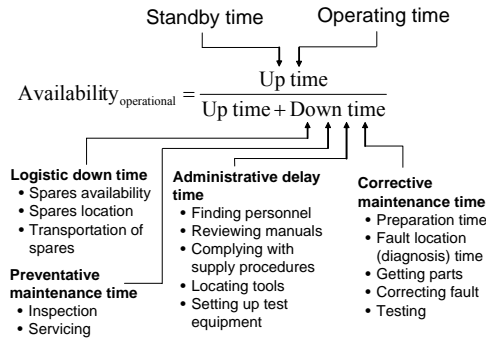 Standby time Operating time
Availability operational = Up time
Up time + Down time
Logistic down time
• Spares availability
• Spares location
• Transportation of
spares
Preventative
maintenance time
• Inspection
• Servicing
Administrative delay
time
• Finding personnel
• Reviewing manuals
• Complying with
supply procedures
• Locating tools
• Setting up test
equipment
Corrective
maintenance time
• Preparation time
• Fault location
(diagnosis) time
• Getting parts
• Correcting fault
• Testing